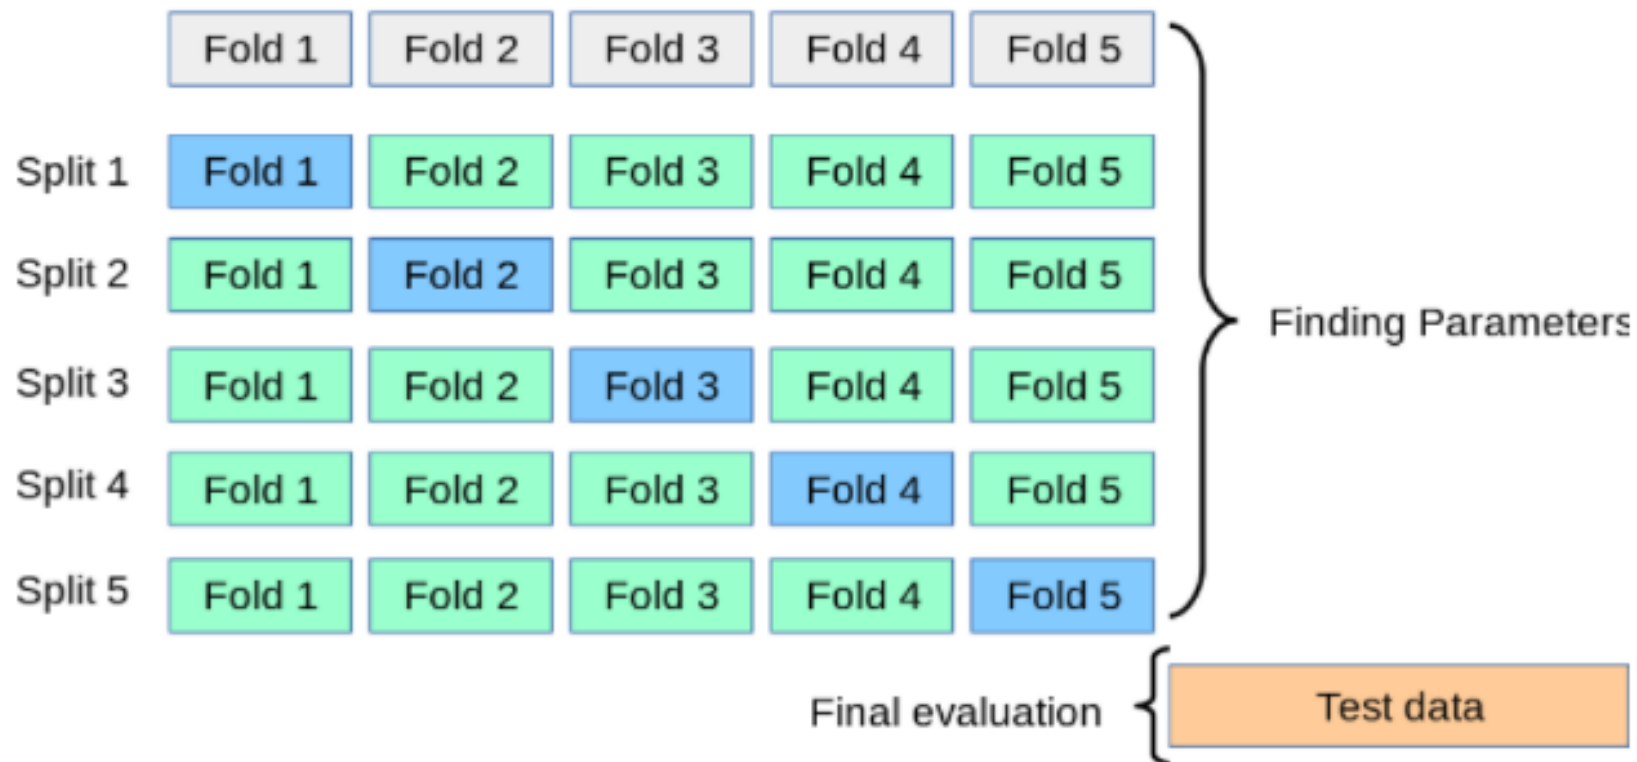 Fold 1 Fold 2 Fold 3 Fold 4 Fold 5
Split 1 Fold 1 Fold 2 Fold 3 Fold 4 Fold 5
Split 2 Fold 1 Fold 2 Fold 3 Fold 4 Fold 5
Finding Parameters
Split 3 Fold 1 Fold 2 Fold 3 Fold 4 Fold 5
Split 4 Fold 1 Fold 2 Fold 3 Fold 4 Fold 5
Split 5 Fold 1 Fold 2 Fold 3 Fold 4 Fold 5
Final evaluation Test data